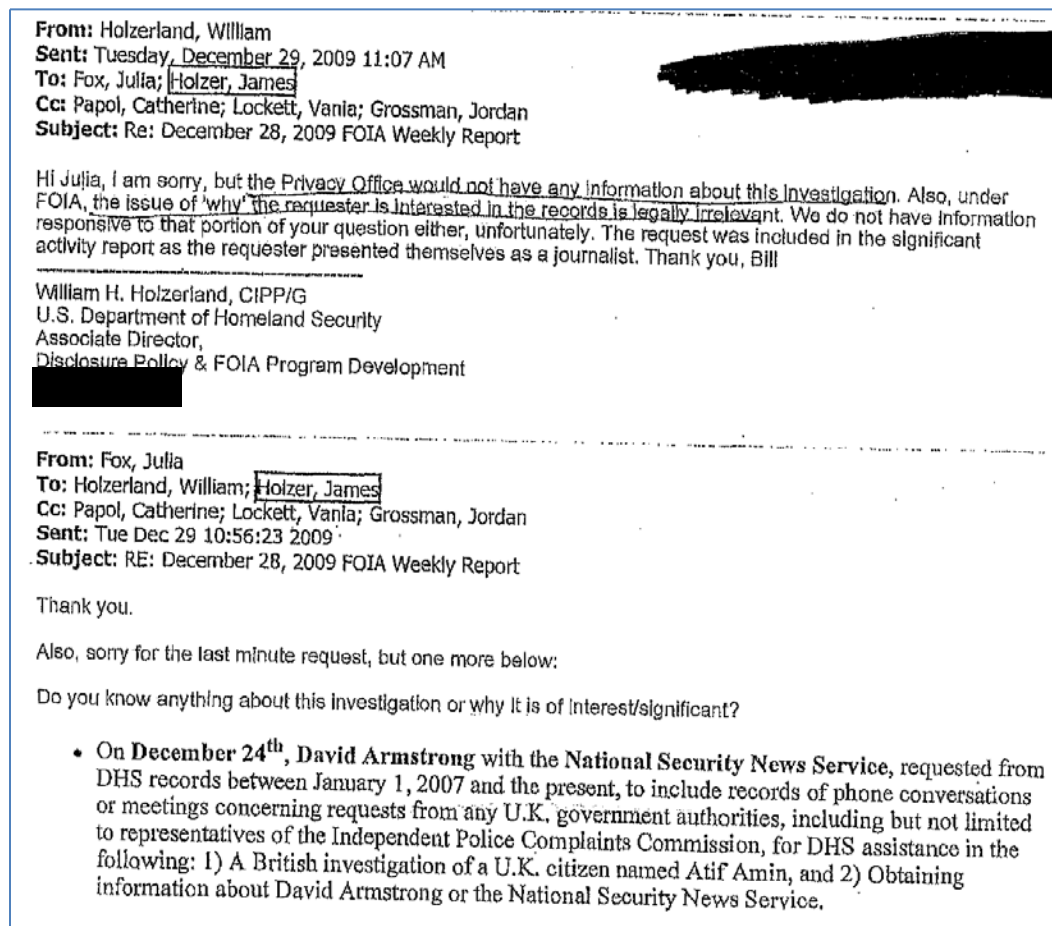 From: Holzerland, William
Sent: Tuesday, December 29, 2009 11:07 AM
To: Fox, Julia; Holzer, James
Cc: Papol, Catherine; Lockett, Vania; Grossman, Jordan
Subject: Re: December 28, 2009 FOIA Weekly Report
Hi Julia, I am sorry, but the Privacy Office would not have any information about this investigation. Also, under
FOIA, the issue of 'why' the requester is interested in the records is legally irrelevant. We do not have information
responsive to that portion of your question either, unfortunately. The request was included in the significant
activity report as the requester presented themselves as a journalist. Thank you, Bill
William H. Holzerland, CIPP/G
U.S. Department of Homeland Security
Associate Director,
Disclosure Policy & FOIA Program Development
From: Fox, Julia
To: Holzerland, William; Holzer, James
Cc: Papol, Catherine; Lockett, Vania; Grossman, Jordan
Sent: Tue Dec 29 10:56:23 2009
Subject: RE: December 28, 2009 FOIA Weekly Report
Thank you.
Also, sorry for the last minute request, but one more below:
Do you know anything about this investigation or why it is of interest/significant?
• On December 24th, David Armstrong with the National Security News Service, requested from
DHS records between January 1, 2007 and the present, to include records of phone conversations
or meetings concerning requests from any U.K. government authorities, including but not limited
to representatives of the Independent Police Complaints Commission, for DHS assistance in the
following: 1) A British investigation of a U.K. citizen named Atif Amin, and 2) Obtaining
information about David Armstrong or the National Security News Service.